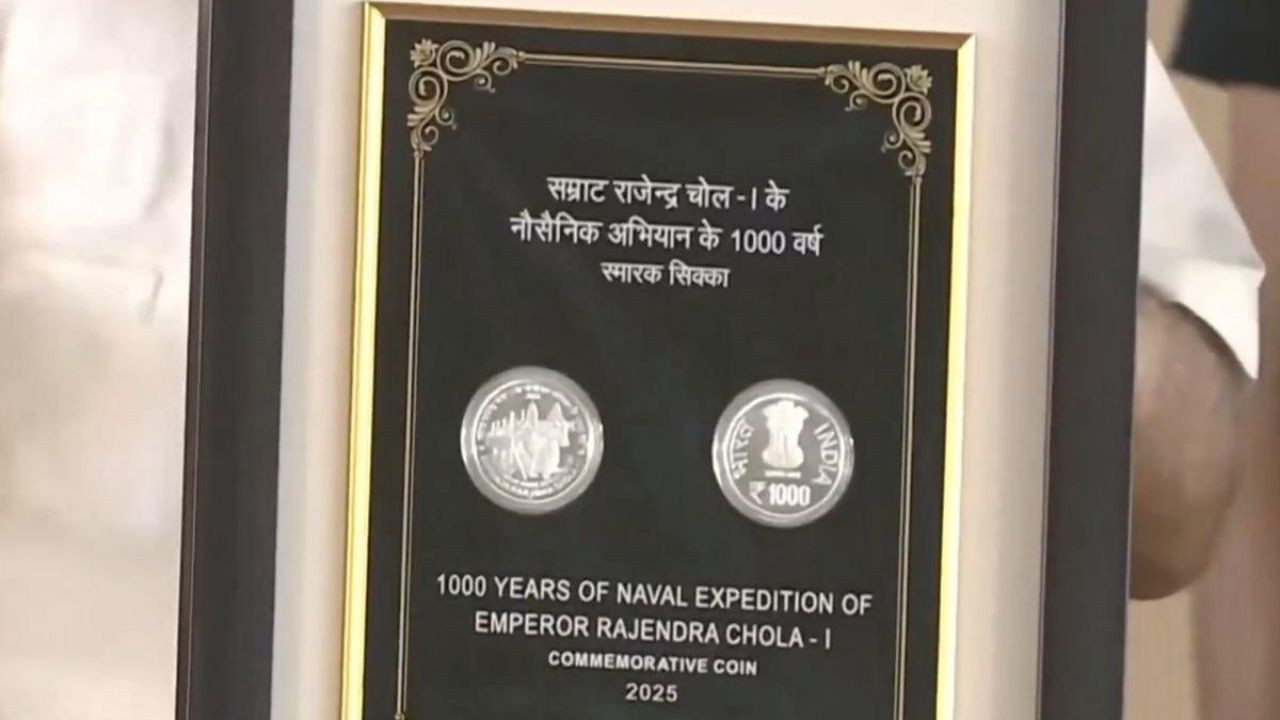 सम्राट राजेन्द्र चोल - I के
नौसैनिक अभियान के 1000 वर्ष
स्मारक सिक्का
भारत
INDIA
₹ 1000
1000 YEARS OF NAVAL EXPEDITION OF
EMPEROR RAJENDRA CHOLA - I
COMMEMORATIVE COIN
2025